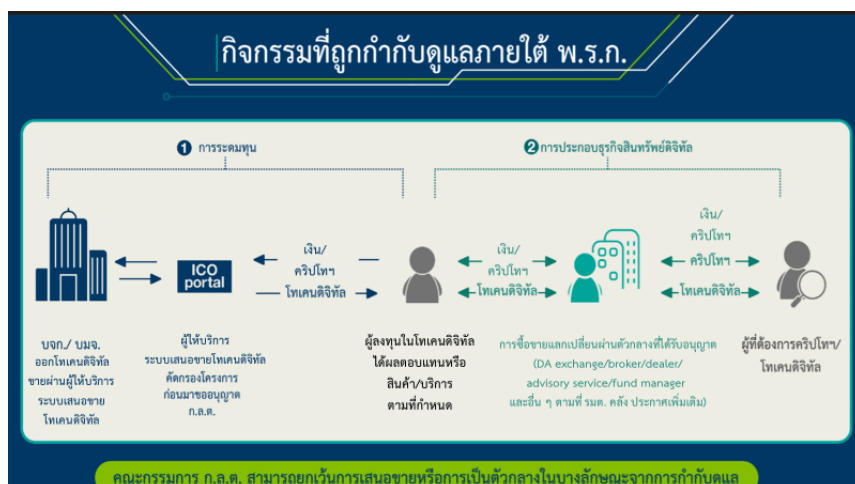 กิจกรรมที่ถูกกำกับดูแลภายใต้ พ.ร.ก.
1 การระดมทุน
2 การประกอบธุรกิจสินทรัพย์ดิจิทัล
ICO
portal
เงิน/
คริปโทฯ
โทเคนดิจิทัล
เงิน/
คริปโทฯ
โทเคนดิจิทัล
เงิน/
คริปโทฯ
คริปโทฯ
โทเคนดิจิทัล
บจก./ บมจ.
ออกโทเคนดิจิทัล
ขายผ่านผู้ให้บริการ
ระบบเสนอขาย
โทเคนดิจิทัล
ผู้ให้บริการ
ระบบเสนอขายโทเคนดิจิทัล
คัดกรองโครงการ
ก่อนมาขออนุญาต
ก.ล.ต.
ผู้ลงทุนในโทเคนดิจิทัล
ได้ผลตอบแทนหรือ
สินค้า/บริการ
ตามที่กำหนด
การซื้อขายแลกเปลี่ยนผ่านตัวกลางที่ได้รับอนุญาต
(DA exchange/broker/dealer/
advisory service/fund manager
และอื่น ๆ ตามที่ รมต. คลัง ประกาศเพิ่มเติม)
ผู้ที่ต้องการคริปโทฯ/
โทเคนดิจิทัล
คณะกรรมการ ก.ล.ต. สามารถยกเว้นการเสนอขายหรือการเป็นตัวกลางในบางลักษณะจากการกำกับดูแล